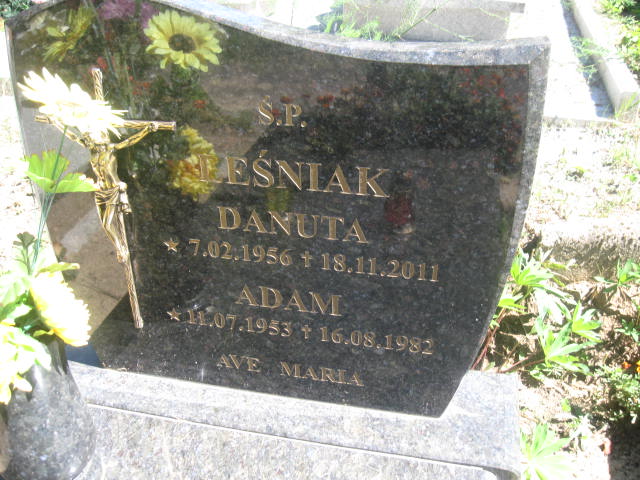 Ś.P.
LEŚNIAK
DANUTA
★ 7.02.1956 ✝ 18.11.2011
ADAM
★ 11.07.1953 ✝ 16.08.1982
AVE MARIA